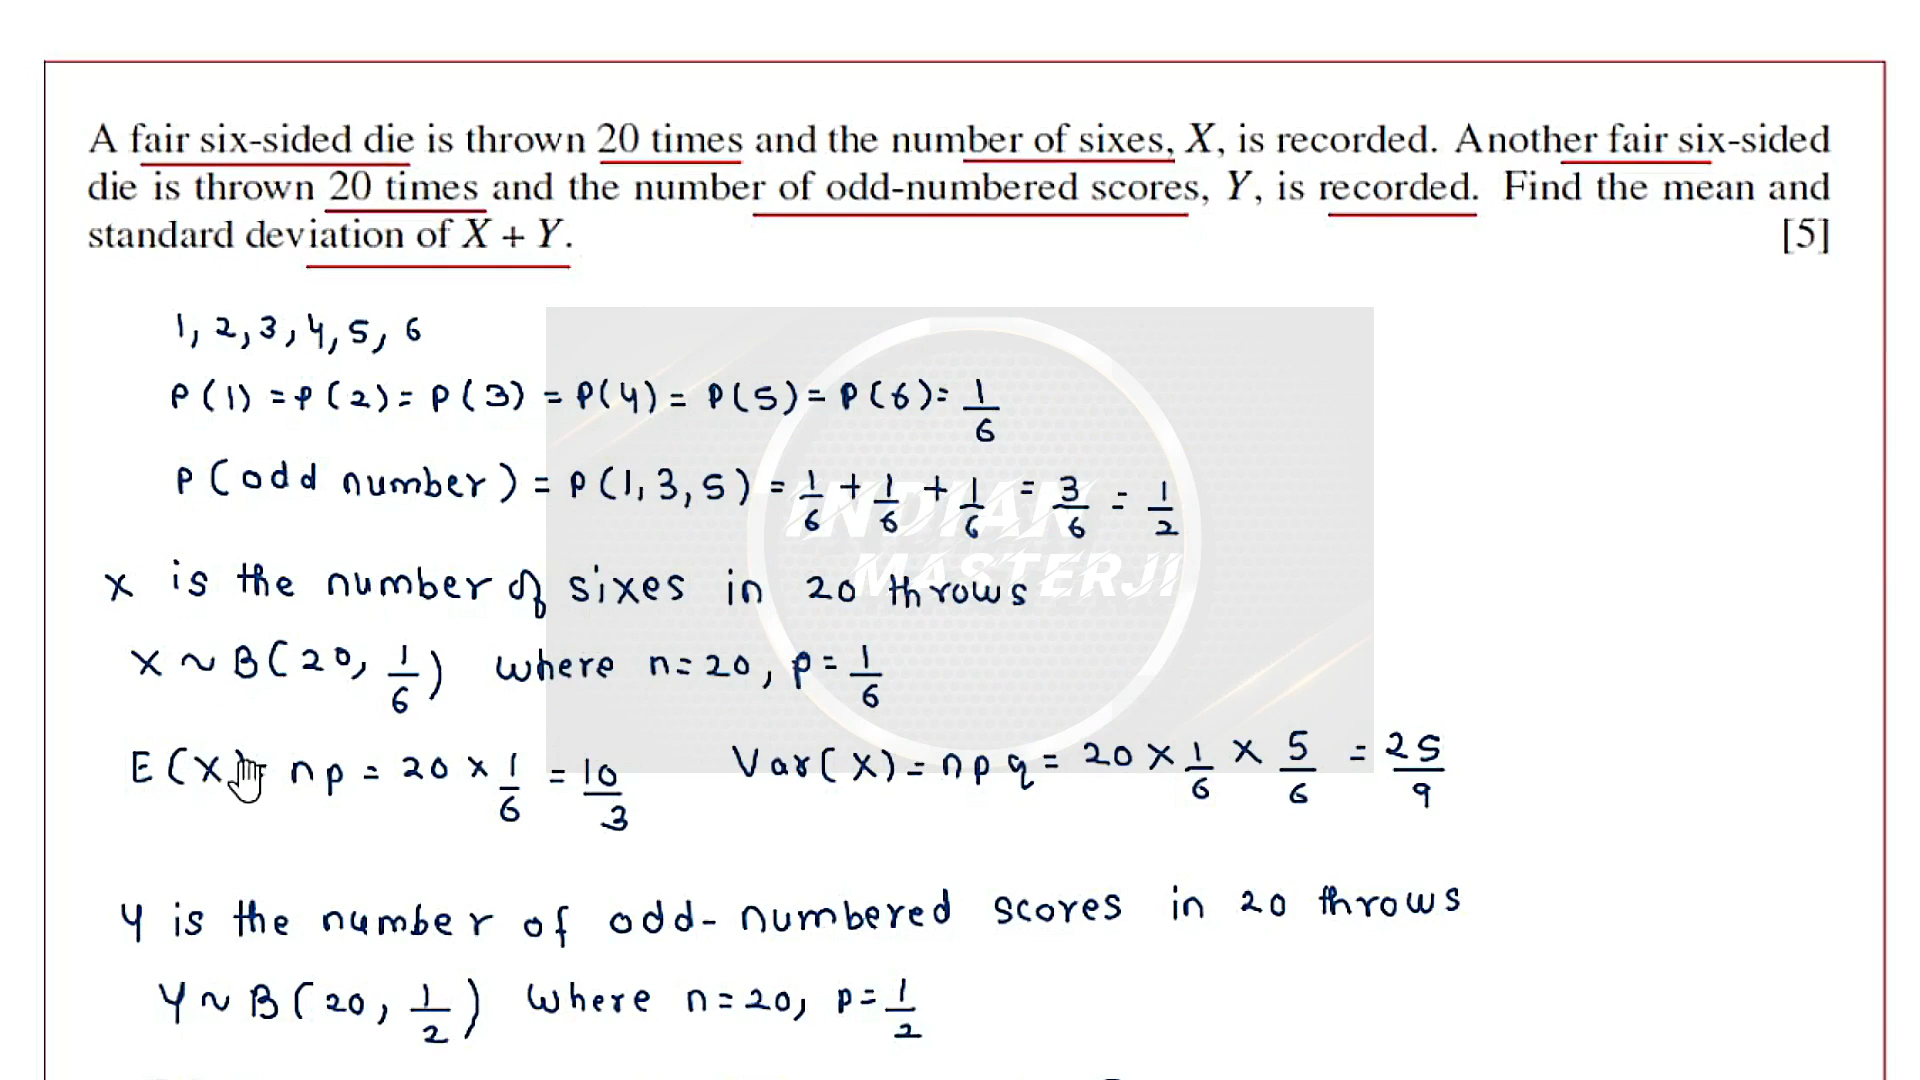 A fair six-sided die is thrown 20 times and the number of sixes, X, is recorded. Another fair six-sided
die is thrown 20 times and the number of odd-numbered scores, Y, is recorded. Find the mean and
standard deviation of X + Y. [5]
1, 2, 3, 4, 5, 6
P(1) = P(2) = P(3) = P(4) = P(5) = P(6) = 1/6
P(odd number) = P(1, 3, 5) = 1/6 + 1/6 + 1/6 = 3/6 = 1/2
INDIAN
MASTERJI
X is the number of sixes in 20 throws
X ~ B(20, 1/6) where n = 20, p = 1/6
E(X) = np = 20 × 1/6 = 10/3 Var(X) = npq = 20 × 1/6 × 5/6 = 25/9
Y is the number of odd-numbered scores in 20 throws
Y ~ B(20, 1/2) where n = 20, p = 1/2